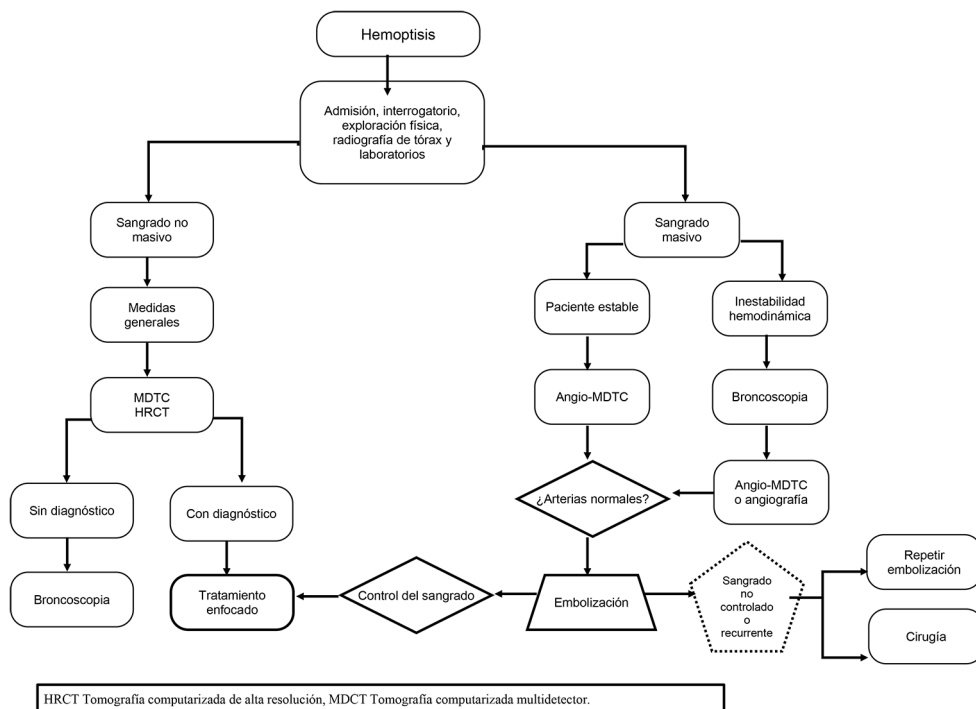 Hemoptisis
Admisión, interrogatorio,
exploración física,
radiografía de tórax y
laboratorios
Sangrado no
masivo
Sangrado
masivo
Medidas
generales
Paciente estable
Inestabilidad
hemodinámica
MDTC
HRCT
Angio-MDTC
Broncoscopia
Sin diagnóstico
Con diagnóstico
¿Arterias normales?
Angio-MDTC
o angiografía
Broncoscopia
Tratamiento
enfocado
Control del sangrado
Embolización
Sangrado
no
controlado
o
recurrente
Repetir
embolización
Cirugía
HRCT Tomografía computarizada de alta resolución, MDCT Tomografía computarizada multidetector.